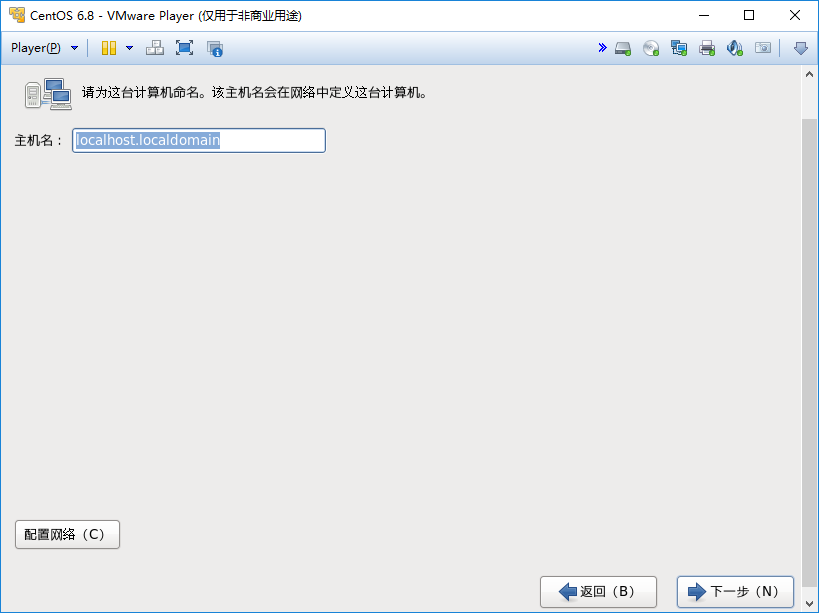 CentOS 6.8 - VMware Player (仅用于非商业用途)
Player(P)
请为这台计算机命名。该主机名会在网络中定义这台计算机。
主机名： localhost.localdomain
配置网络（C）
返回（B） 下一步（N）